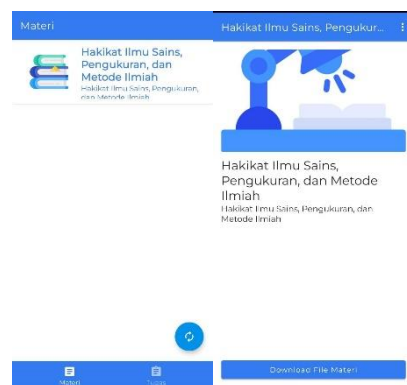 Materi
Hakikat Ilmu Sains,
Pengukuran, dan
Metode Ilmiah
Hakikat Ilmu Sains, Pengukuran,
dan Metode Ilmiah
Materi
Tugas
Hakikat Ilmu Sains, Pengukur...
Hakikat Ilmu Sains,
Pengukuran, dan Metode
Ilmiah
Hakikat Ilmu Sains, Pengukuran, dan
Metode Ilmiah
Download File Materi